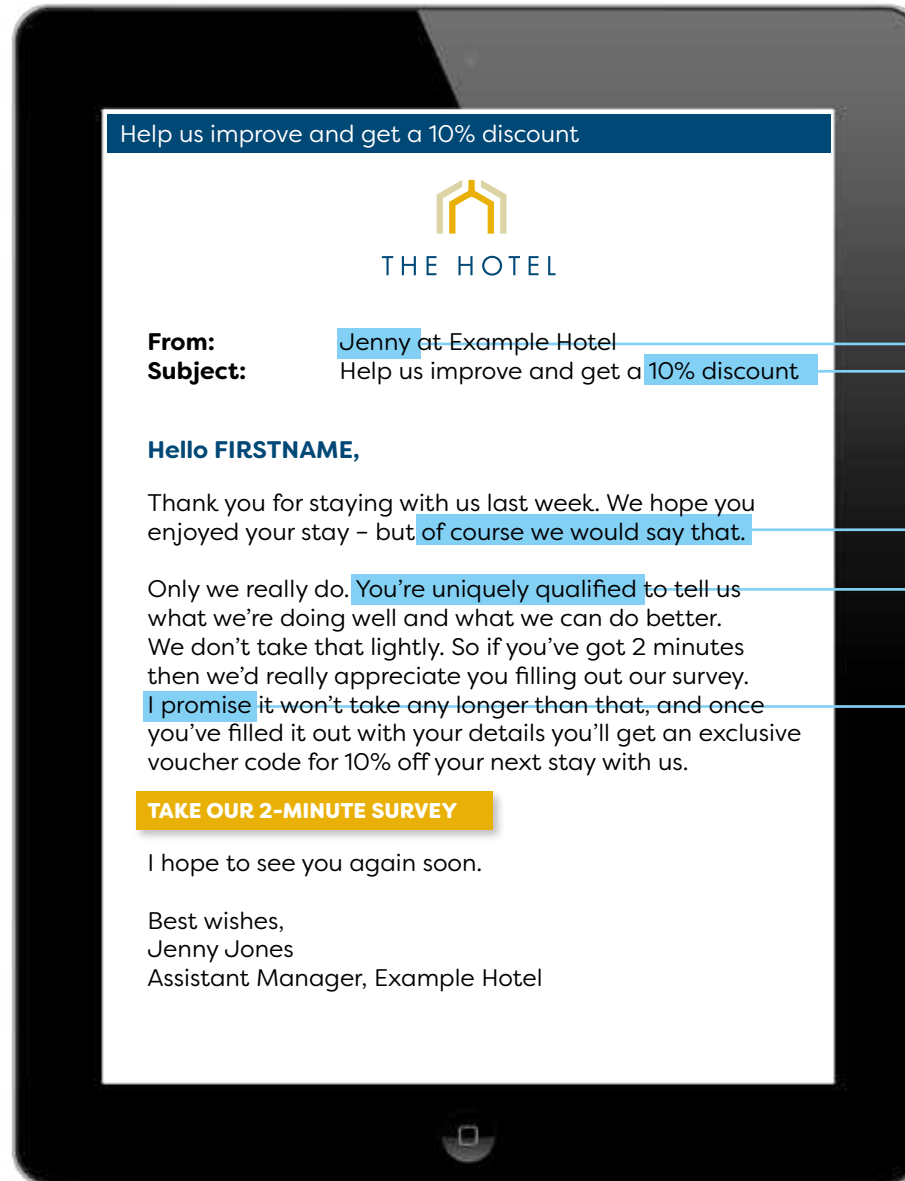 Help us improve and get a 10% discount
THE HOTEL
From: Jenny at Example Hotel
Subject: Help us improve and get a 10% discount
Hello FIRSTNAME,
Thank you for staying with us last week. We hope you
enjoyed your stay – but of course we would say that.
Only we really do. You’re uniquely qualified to tell us
what we’re doing well and what we can do better.
We don’t take that lightly. So if you’ve got 2 minutes
then we’d really appreciate you filling out our survey.
I promise it won’t take any longer than that, and once
you’ve filled it out with your details you’ll get an exclusive
voucher code for 10% off your next stay with us.
TAKE OUR 2-MINUTE SURVEY
I hope to see you again soon.
Best wishes,
Jenny Jones
Assistant Manager, Example Hotel